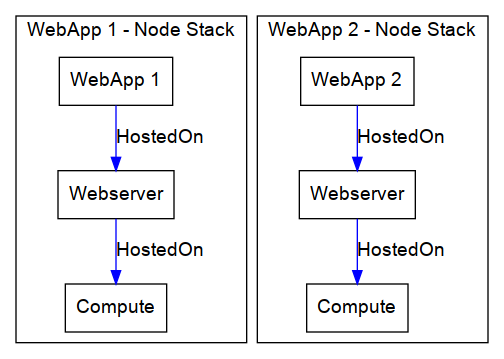 WebApp 1 - Node Stack
WebApp 1
HostedOn
Webserver
HostedOn
Compute
WebApp 2 - Node Stack
WebApp 2
HostedOn
Webserver
HostedOn
Compute